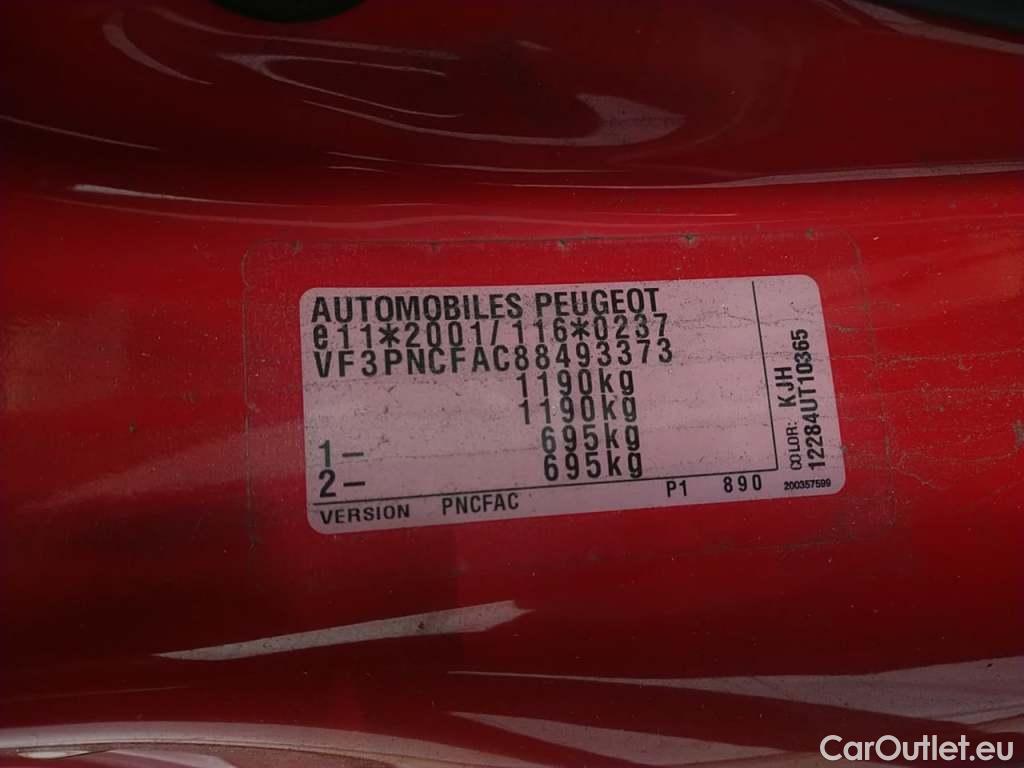 AUTOMOBILES PEUGEOT
e11*2001/116*0237
VF3PNCFAC88493373
1190kg
1190kg
1- 695kg
2- 695kg
VERSION PNCFAC P1 890
COLOR: KJH
12284UT10365
200357599
CarOutlet.eu